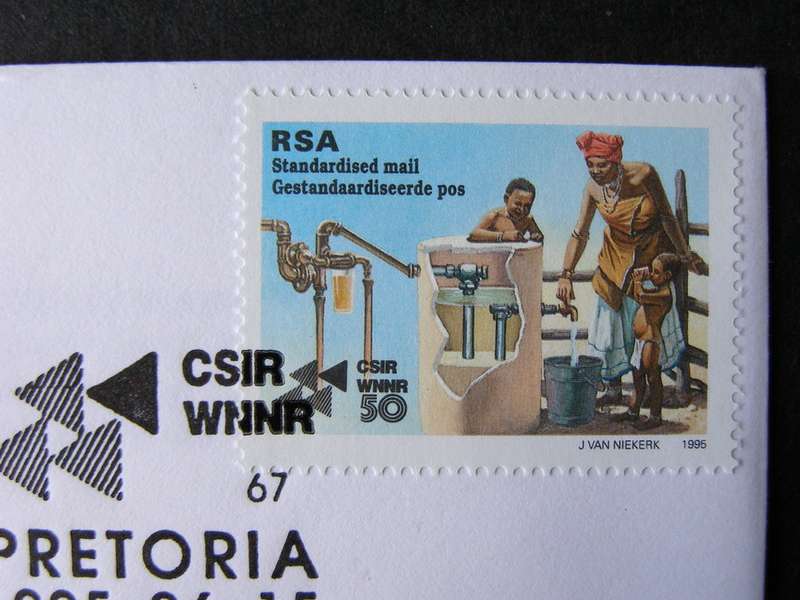 RSA
Standardised mail
Gestandaardiseerde pos
CSIR
WNNR
50
J VAN NIEKERK 1995
CSIR
WNNR
67
PRETORIA